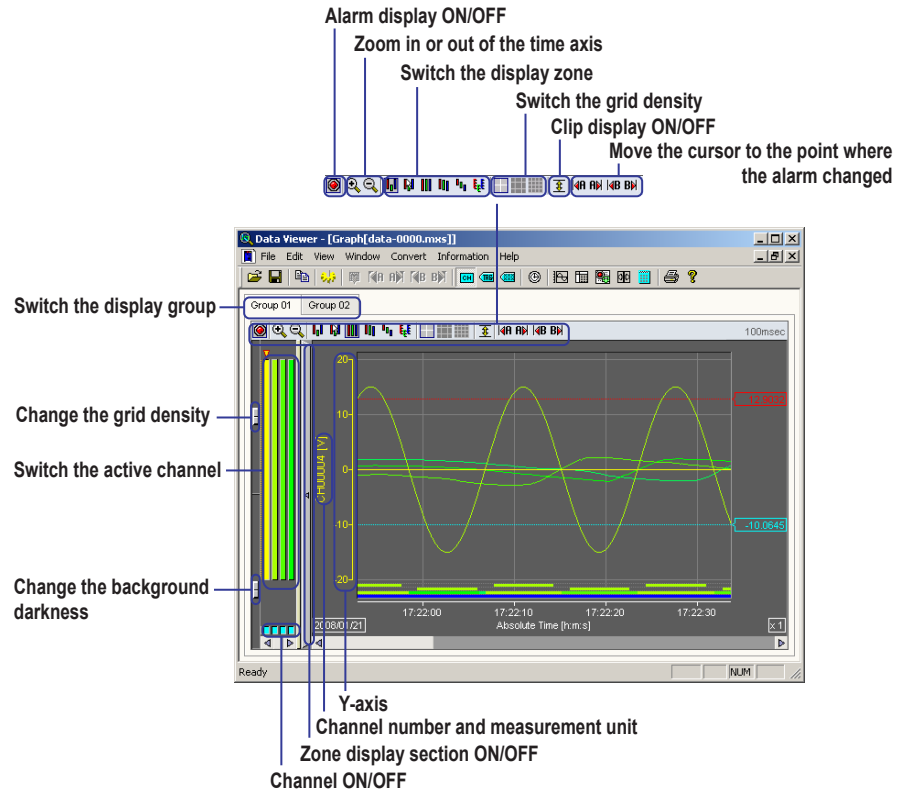 Alarm display ON/OFF
Zoom in or out of the time axis
Switch the display zone
Switch the grid density
Clip display ON/OFF
Move the cursor to the point where
the alarm changed
Data Viewer - [Graph[data-0000.mxs]]
File Edit View Window Convert Information Help
Switch the display group
Group 01 Group 02
100msec
20
12.9032
Change the grid density
10
Switch the active channel
CH00004 [V]
0
-10
-10.0645
Change the background
darkness
-20
17:22:00 17:22:10 17:22:20 17:22:30
2008/01/21
Absolute Time [h:m:s]
x 1
Ready
NUM
Y-axis
Channel number and measurement unit
Zone display section ON/OFF
Channel ON/OFF